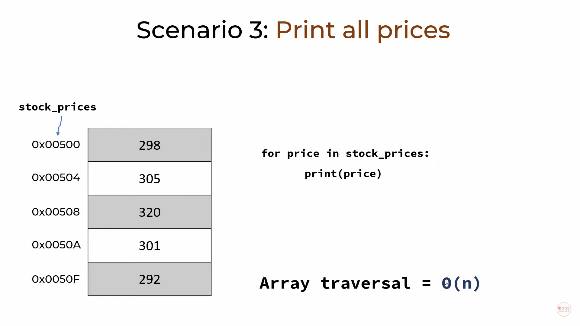 Scenario 3: Print all prices
stock_prices
0x00500 298
0x00504 305
0x00508 320
0x0050A 301
0x0050F 292
for price in stock_prices:
print(price)
Array traversal = O(n)